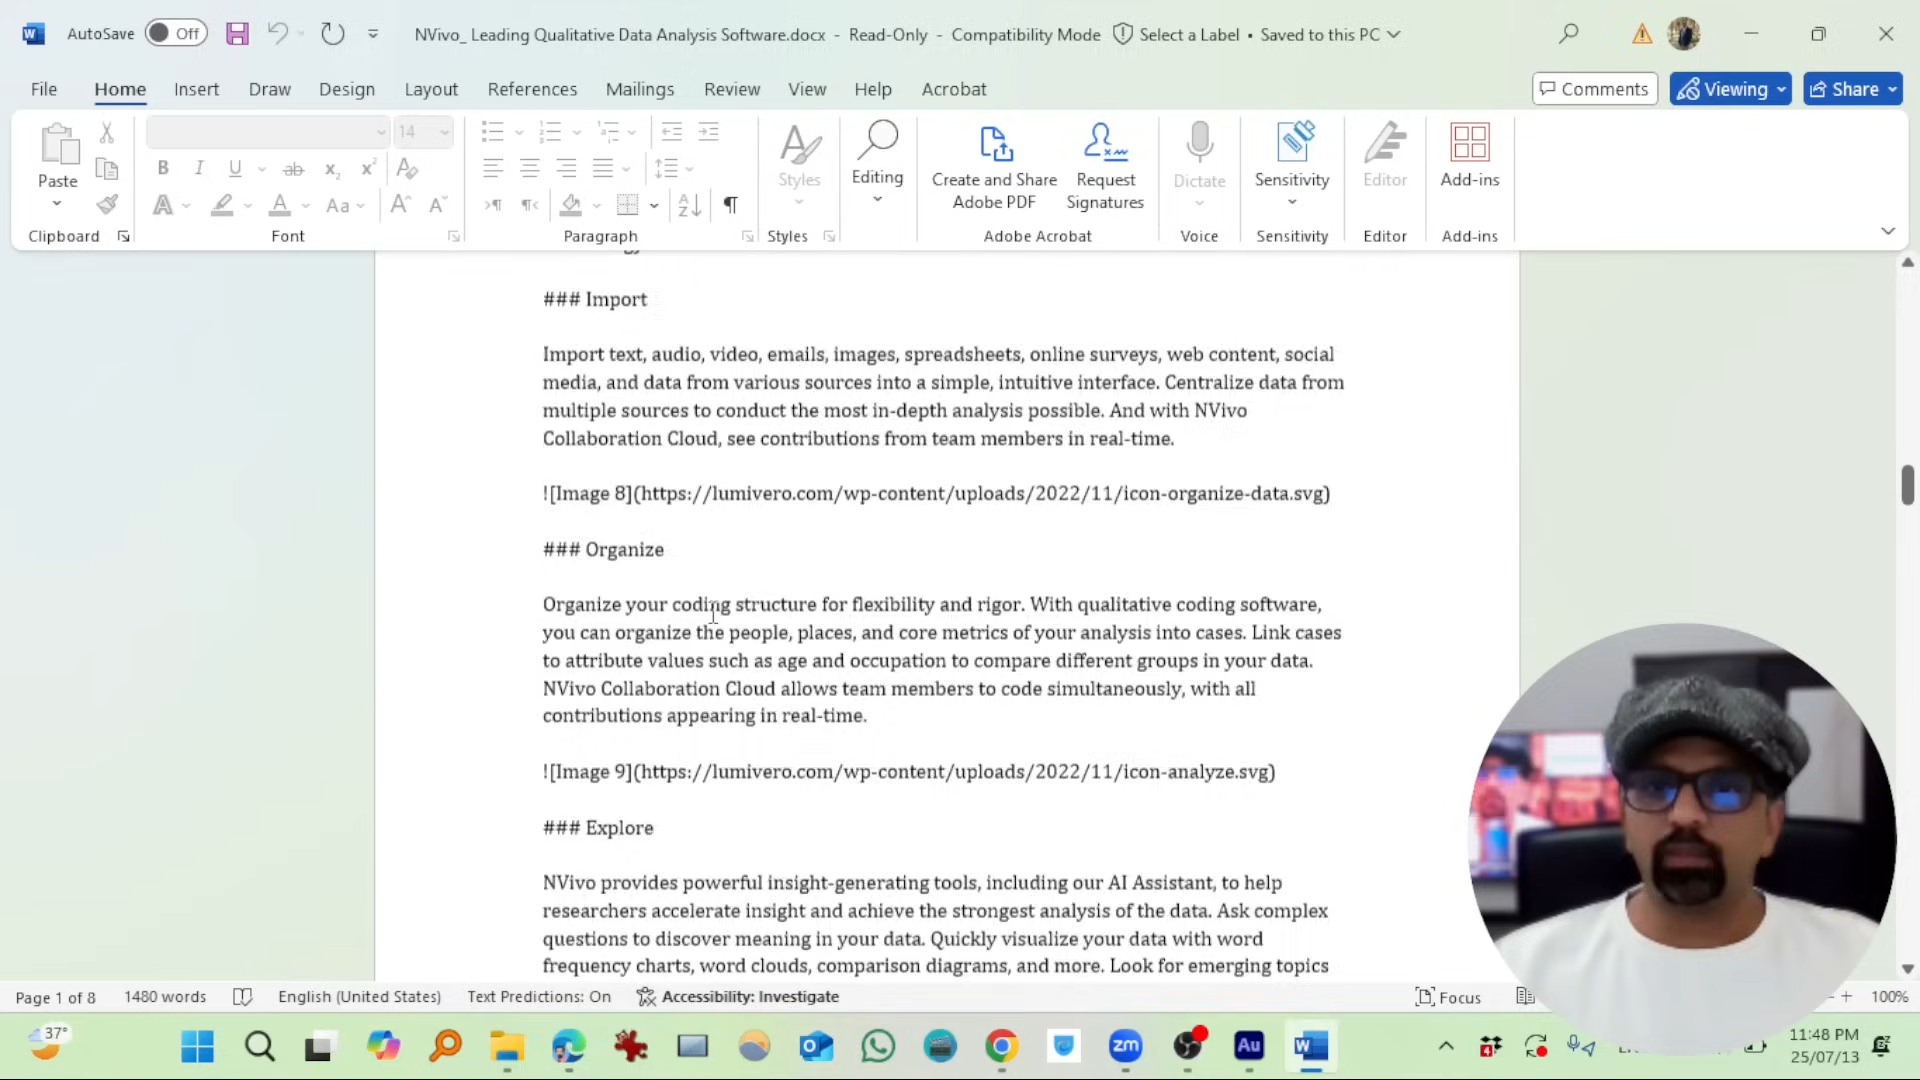 AutoSave Off NVivo_ Leading Qualitative Data Analysis Software.docx - Read-Only - Compatibility Mode Select a Label • Saved to this PC
File Home Insert Draw Design Layout References Mailings Review View Help Acrobat Comments Viewing Share
14
Paste B I U ab x₂ x² A Aa A A Styles Editing Create and Share Adobe PDF Request Signatures Dictate Sensitivity Editor Add-ins
Clipboard Font Paragraph Styles Adobe Acrobat Voice Sensitivity Editor Add-ins
### Import
Import text, audio, video, emails, images, spreadsheets, online surveys, web content, social
media, and data from various sources into a simple, intuitive interface. Centralize data from
multiple sources to conduct the most in-depth analysis possible. And with NVivo
Collaboration Cloud, see contributions from team members in real-time.
![Image 8](https://lumivero.com/wp-content/uploads/2022/11/icon-organize-data.svg)
### Organize
Organize your coding structure for flexibility and rigor. With qualitative coding software,
you can organize the people, places, and core metrics of your analysis into cases. Link cases
to attribute values such as age and occupation to compare different groups in your data.
NVivo Collaboration Cloud allows team members to code simultaneously, with all
contributions appearing in real-time.
![Image 9](https://lumivero.com/wp-content/uploads/2022/11/icon-analyze.svg)
### Explore
NVivo provides powerful insight-generating tools, including our AI Assistant, to help
researchers accelerate insight and achieve the strongest analysis of the data. Ask complex
questions to discover meaning in your data. Quickly visualize your data with word
frequency charts, word clouds, comparison diagrams, and more. Look for emerging topics
Page 1 of 8 1480 words English (United States) Text Predictions: On Accessibility: Investigate Focus 100%
37° zm Au W 4 11:48 PM
25/07/13